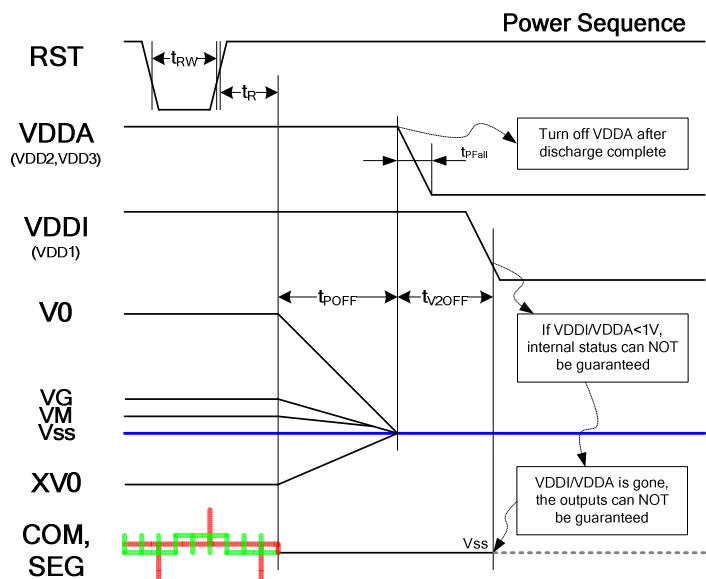 Power Sequence
RST
tRW
tR
VDDA
(VDD2,VDD3)
Turn off VDDA after
discharge complete
tPFall
VDDI
(VDD1)
tPOFF
tV2OFF
V0
If VDDI/VDDA<1V,
internal status can NOT
be guaranteed
VG
VM
Vss
XV0
VDDI/VDDA is gone,
the outputs can NOT
be guaranteed
COM,
SEG
Vss